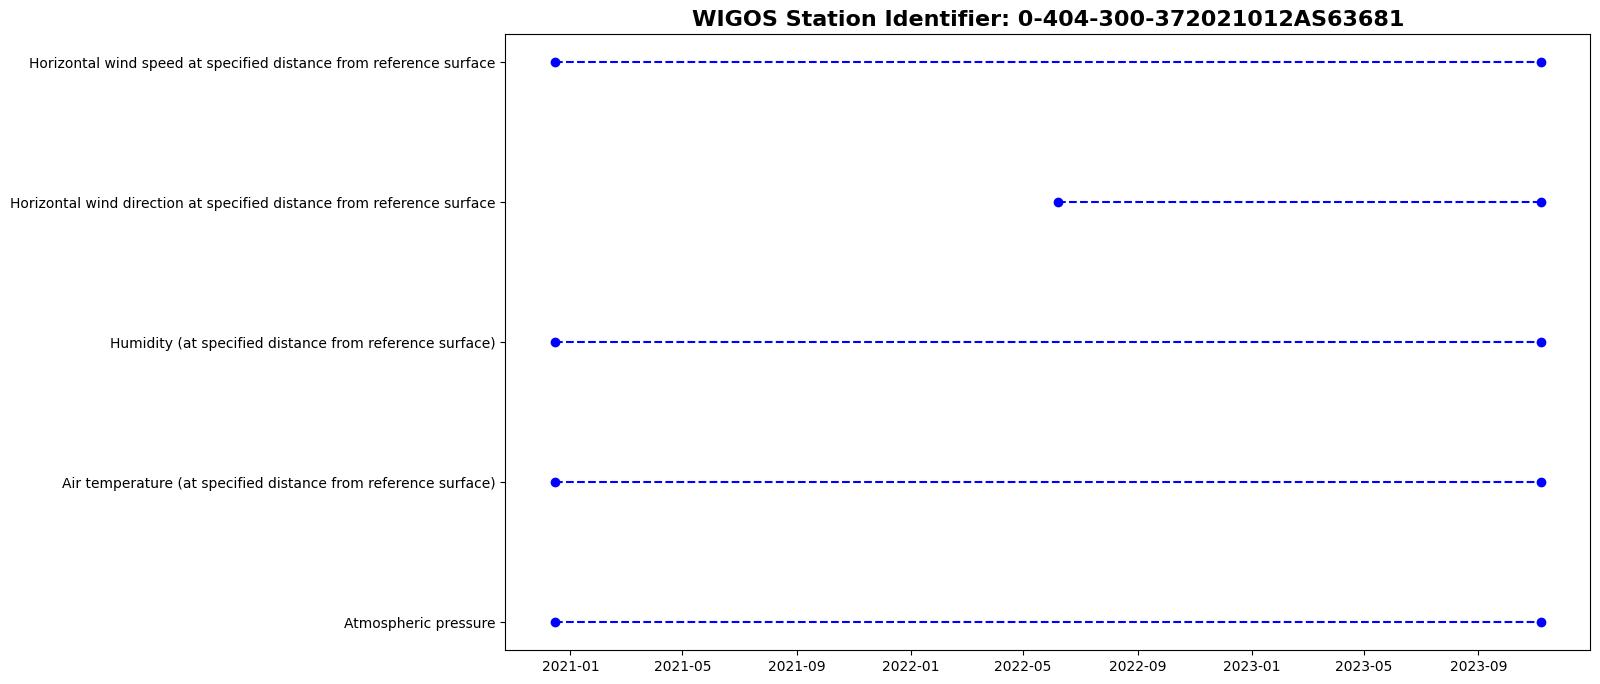 WIGOS Station Identifier: 0-404-300-372021012AS63681
Horizontal wind speed at specified distance from reference surface
Horizontal wind direction at specified distance from reference surface
Humidity (at specified distance from reference surface)
Air temperature (at specified distance from reference surface)
Atmospheric pressure
2021-01 2021-05 2021-09 2022-01 2022-05 2022-09 2023-01 2023-05 2023-09